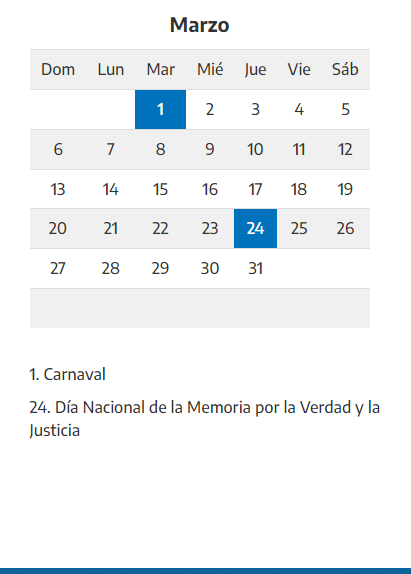 Marzo
Dom Lun Mar Mié Jue Vie Sáb
1 2 3 4 5
6 7 8 9 10 11 12
13 14 15 16 17 18 19
20 21 22 23 24 25 26
27 28 29 30 31
1. Carnaval
24. Día Nacional de la Memoria por la Verdad y la
Justicia